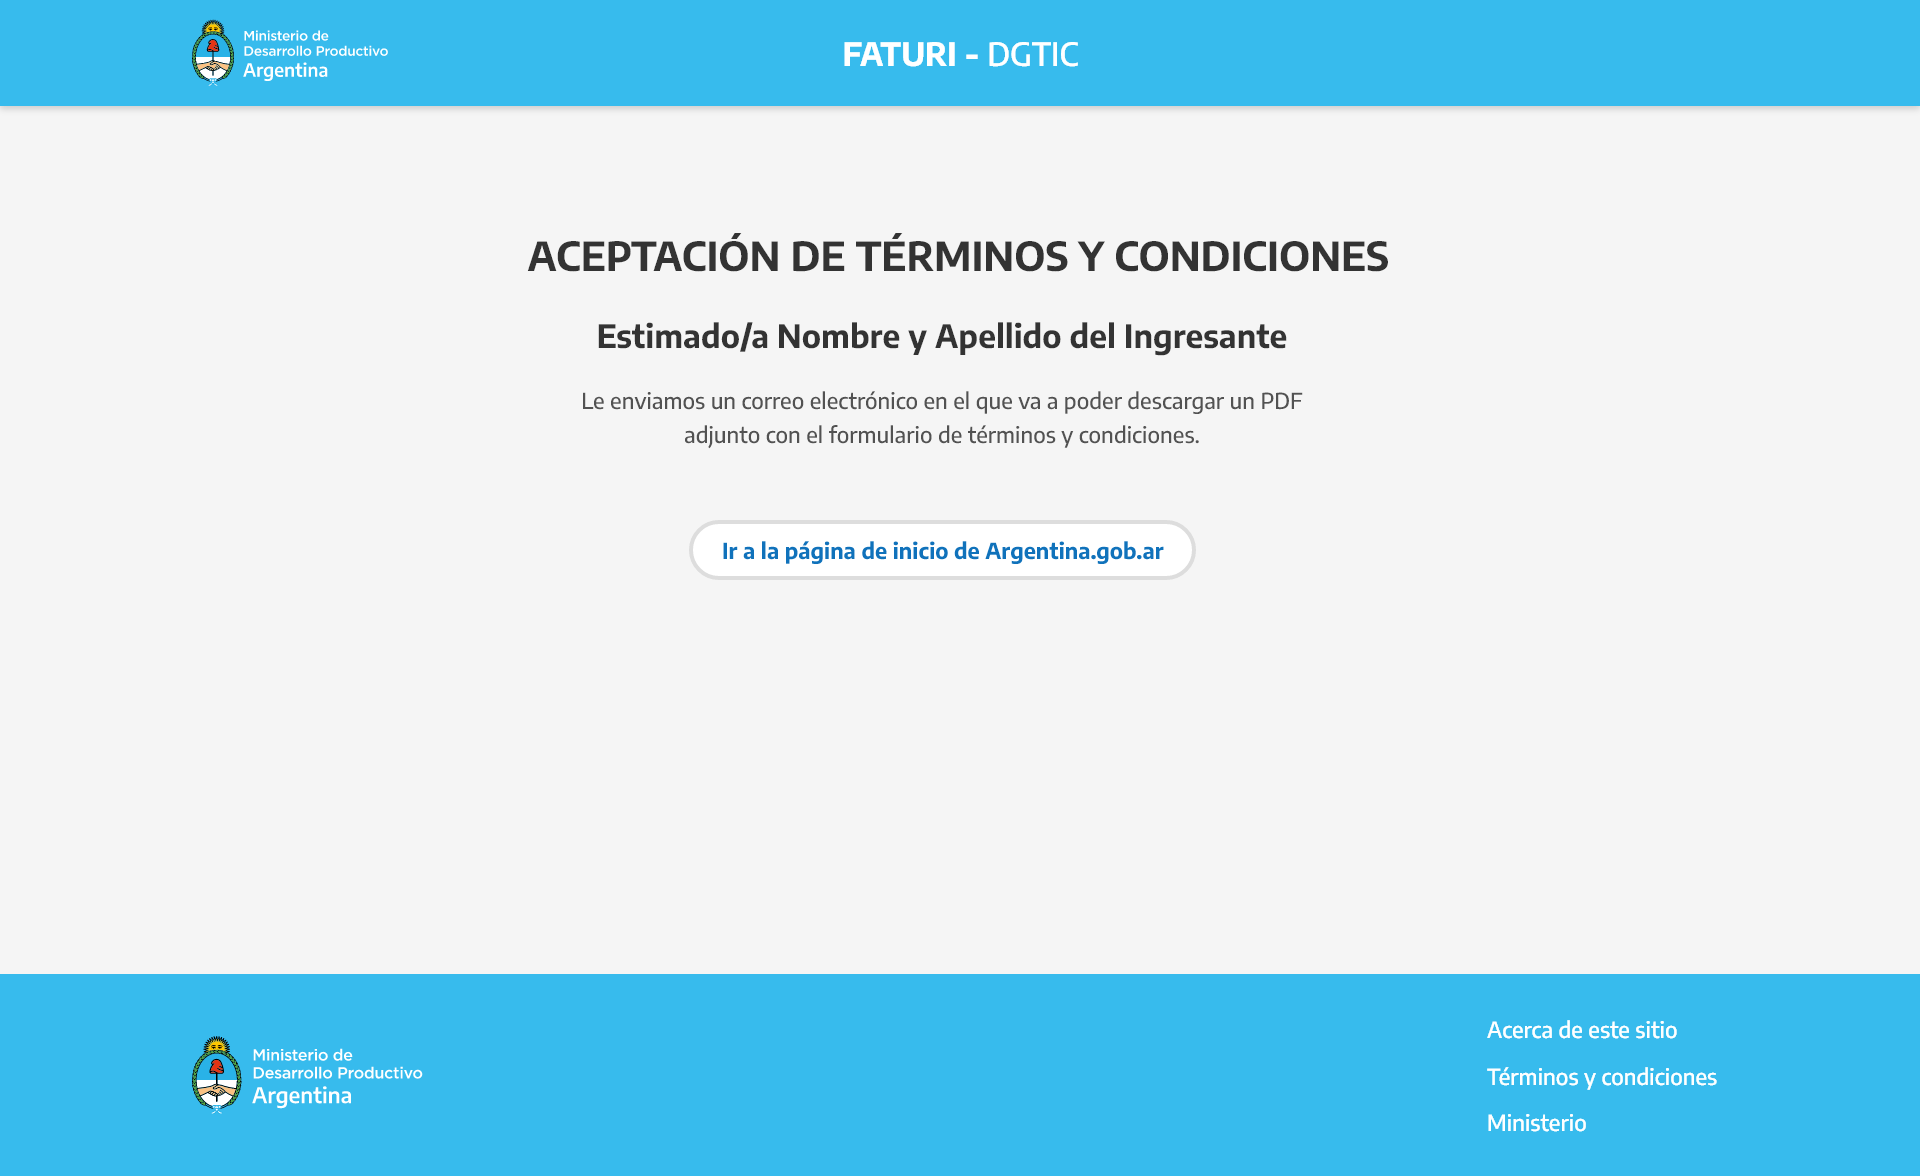 Ministerio de
Desarrollo Productivo
Argentina
FATURI - DGTIC
ACEPTACIÓN DE TÉRMINOS Y CONDICIONES
Estimado/a Nombre y Apellido del Ingresante
Le enviamos un correo electrónico en el que va a poder descargar un PDF
adjunto con el formulario de términos y condiciones.
Ir a la página de inicio de Argentina.gob.ar
Ministerio de
Desarrollo Productivo
Argentina
Acerca de este sitio
Términos y condiciones
Ministerio